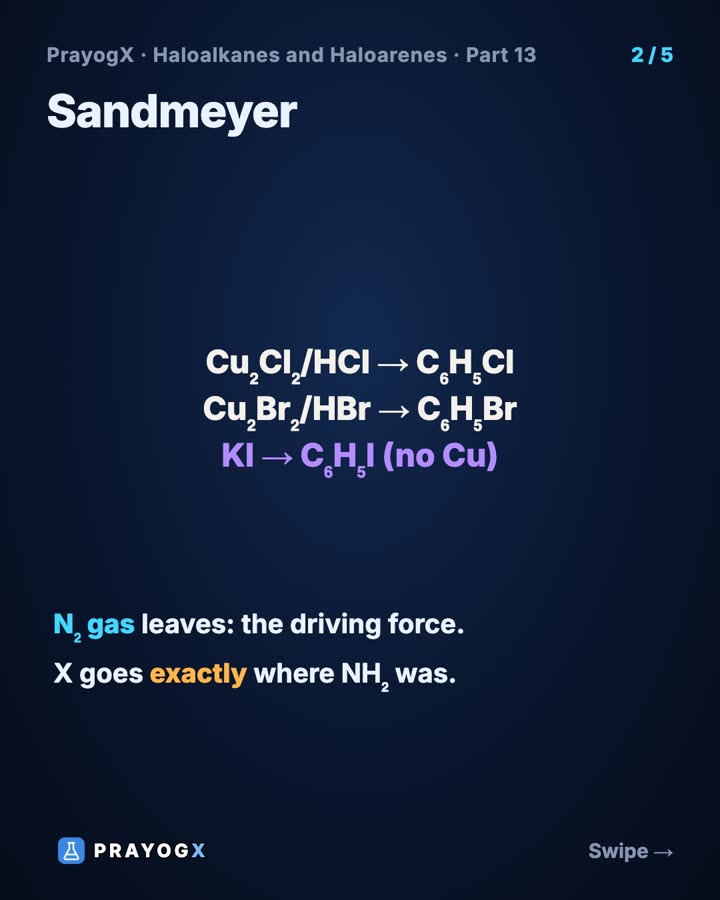 PrayogX · Haloalkanes and Haloarenes · Part 13 2 / 5
Sandmeyer
Cu₂Cl₂/HCl → C₆H₅Cl
Cu₂Br₂/HBr → C₆H₅Br
KI → C₆H₅I (no Cu)
N₂ gas leaves: the driving force.
X goes exactly where NH₂ was.
PRAYOGX Swipe →